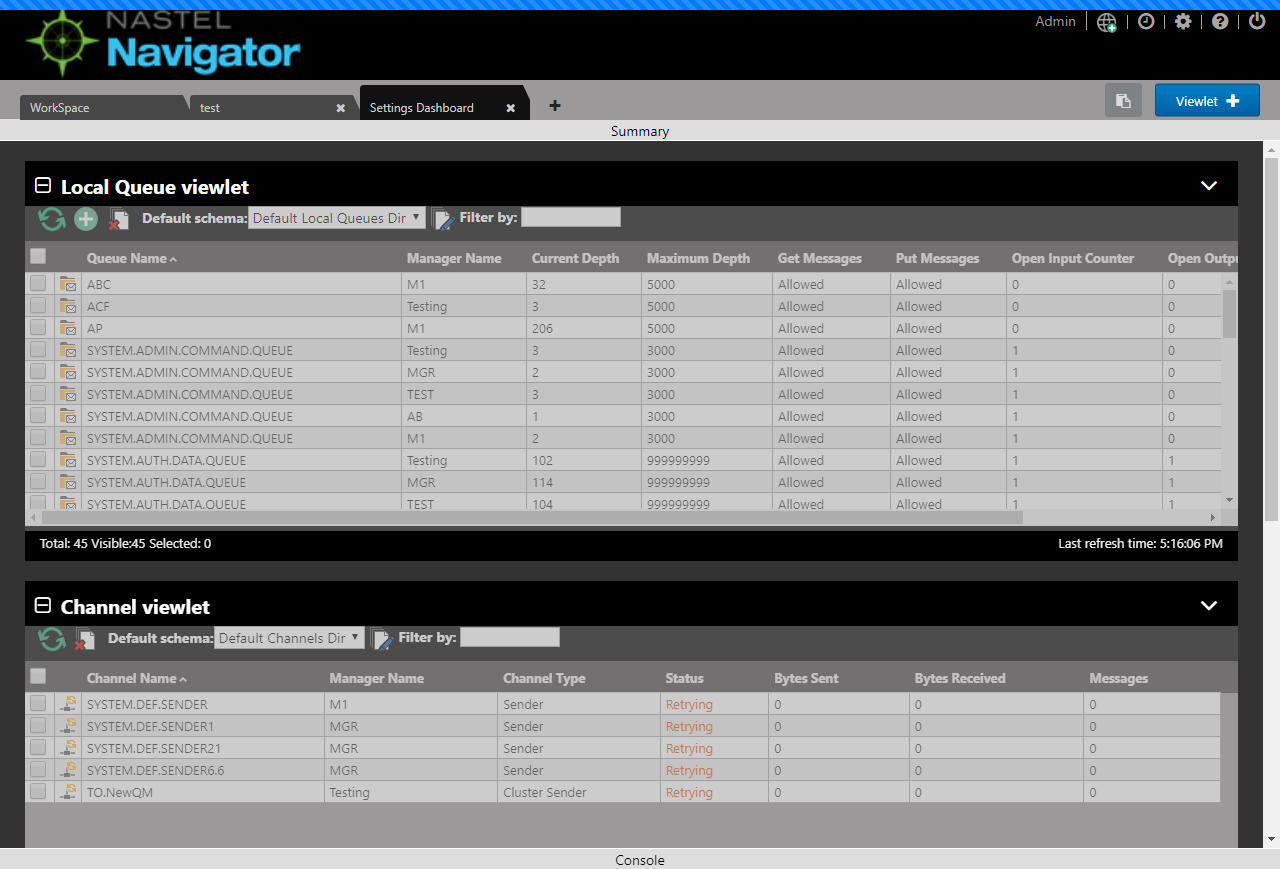 NASTEL
Navigator
Admin
WorkSpace test Settings Dashboard Viewlet
Summary
Local Queue viewlet
Default schema: Default Local Queues Dir Filter by:
Queue Name Manager Name Current Depth Maximum Depth Get Messages Put Messages Open Input Counter Open Outpu
ABC M1 32 5000 Allowed Allowed 0 0
ACF Testing 3 5000 Allowed Allowed 0 0
AP M1 206 5000 Allowed Allowed 0 0
SYSTEM.ADMIN.COMMAND.QUEUE Testing 3 3000 Allowed Allowed 1 0
SYSTEM.ADMIN.COMMAND.QUEUE MGR 2 3000 Allowed Allowed 1 0
SYSTEM.ADMIN.COMMAND.QUEUE TEST 3 3000 Allowed Allowed 1 0
SYSTEM.ADMIN.COMMAND.QUEUE AB 1 3000 Allowed Allowed 1 0
SYSTEM.ADMIN.COMMAND.QUEUE M1 2 3000 Allowed Allowed 1 0
SYSTEM.AUTH.DATA.QUEUE Testing 102 999999999 Allowed Allowed 1 1
SYSTEM.AUTH.DATA.QUEUE MGR 114 999999999 Allowed Allowed 1 1
SYSTEM.AUTH.DATA.QUEUE TEST 104 999999999 Allowed Allowed 1 1
Total: 45 Visible:45 Selected: 0 Last refresh time: 5:16:06 PM
Channel viewlet
Default schema: Default Channels Dir Filter by:
Channel Name Manager Name Channel Type Status Bytes Sent Bytes Received Messages
SYSTEM.DEF.SENDER M1 Sender Retrying 0 0 0
SYSTEM.DEF.SENDER1 MGR Sender Retrying 0 0 0
SYSTEM.DEF.SENDER21 MGR Sender Retrying 0 0 0
SYSTEM.DEF.SENDER6.6 MGR Sender Retrying 0 0 0
TO.NewQM Testing Cluster Sender Retrying 0 0 0
Console